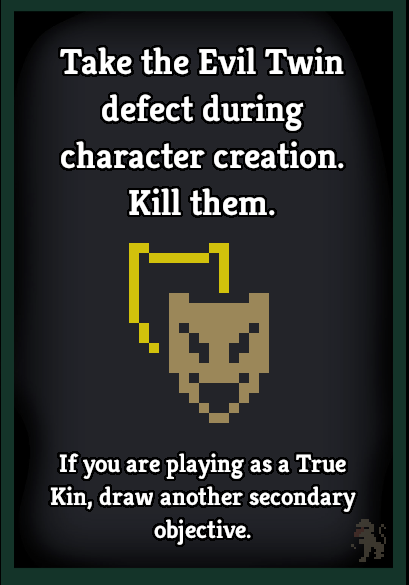 Take the Evil Twin
defect during
character creation.
Kill them.
If you are playing as a True
Kin, draw another secondary
objective.